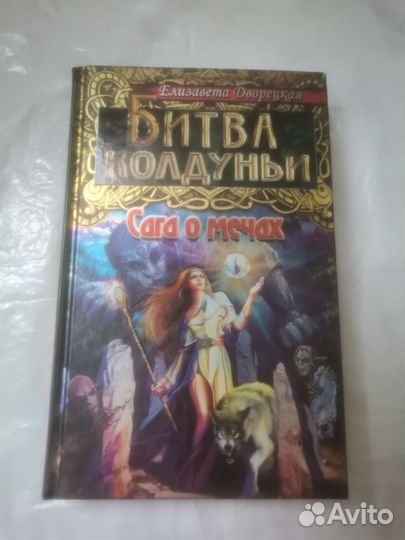 Елизавета Дворецкая
Битва
колдуньи
Сага о мечах
Avito